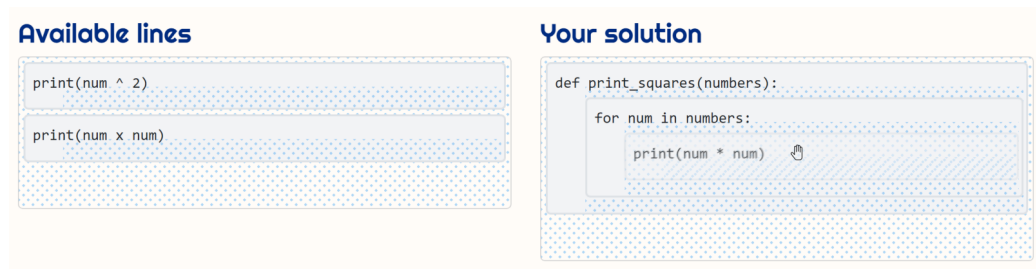 Available lines
print(num ^ 2)
print(num x num)
Your solution
def print_squares(numbers):
for num in numbers:
print(num * num)